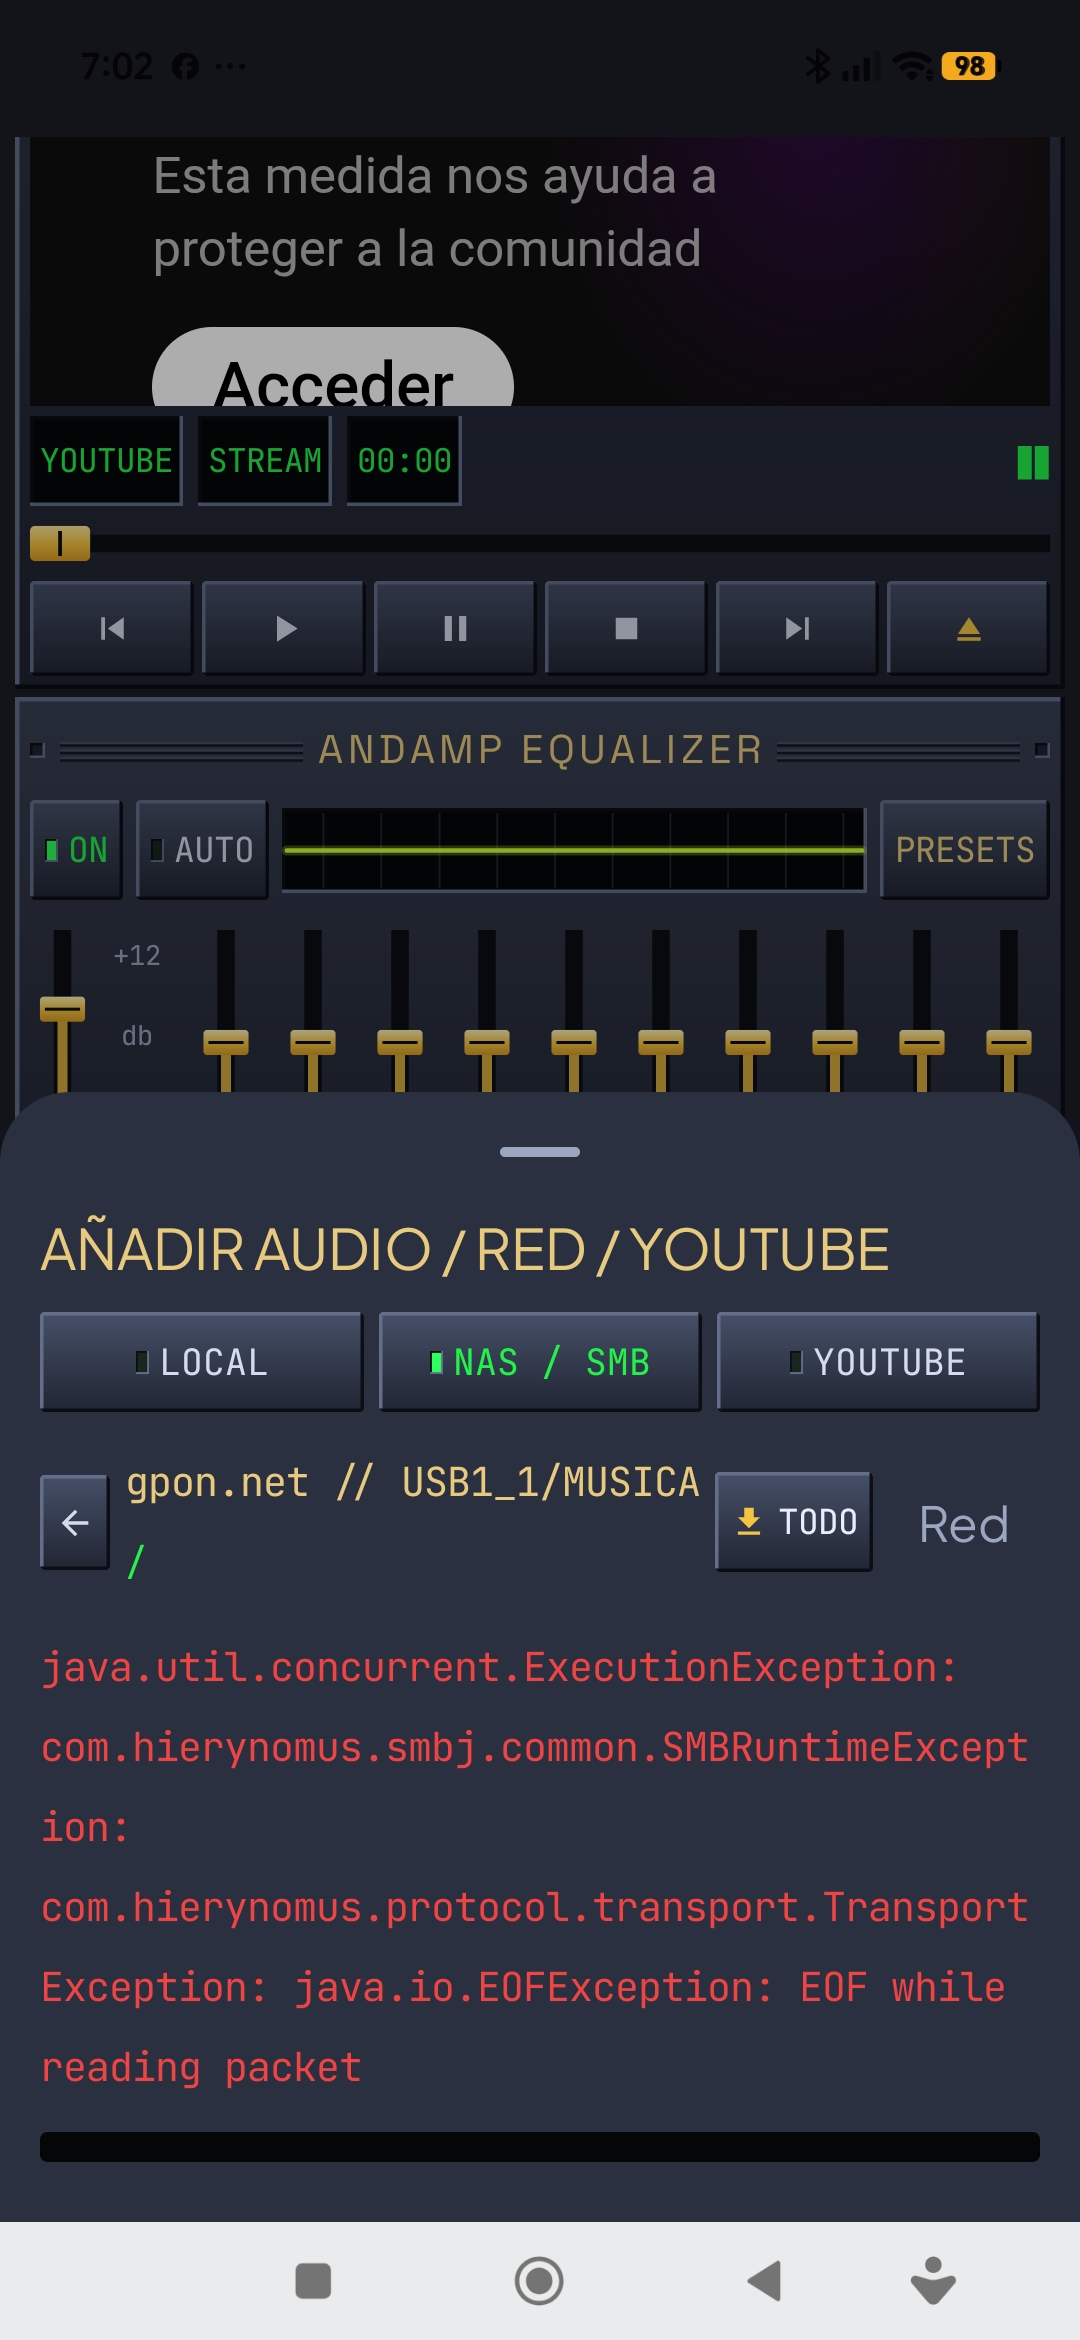 7:02
98
Esta medida nos ayuda a
proteger a la comunidad
Acceder
YOUTUBE STREAM 00:00
ANDAMP EQUALIZER
ON AUTO PRESETS
+12
db
AÑADIR AUDIO / RED / YOUTUBE
LOCAL NAS / SMB YOUTUBE
gpon.net // USB1_1/MUSICA
/
TODO Red
java.util.concurrent.ExecutionException:
com.hierynomus.smbj.common.SMBRuntimeExcept
ion:
com.hierynomus.protocol.transport.Transport
Exception: java.io.EOFException: EOF while
reading packet